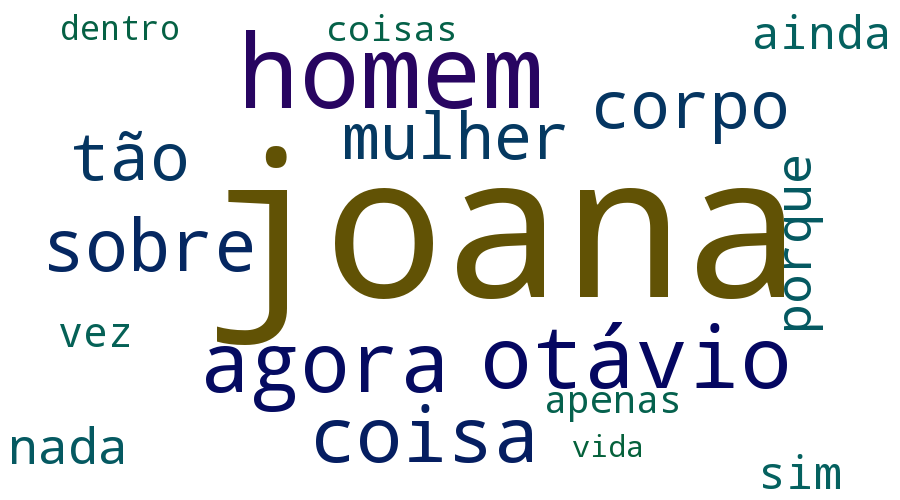 dentro
coisas
ainda
homem
corpo
mulher
tão
joana
porque
sobre
vez
agora
otávio
apenas
coisa
vida
nada
sim